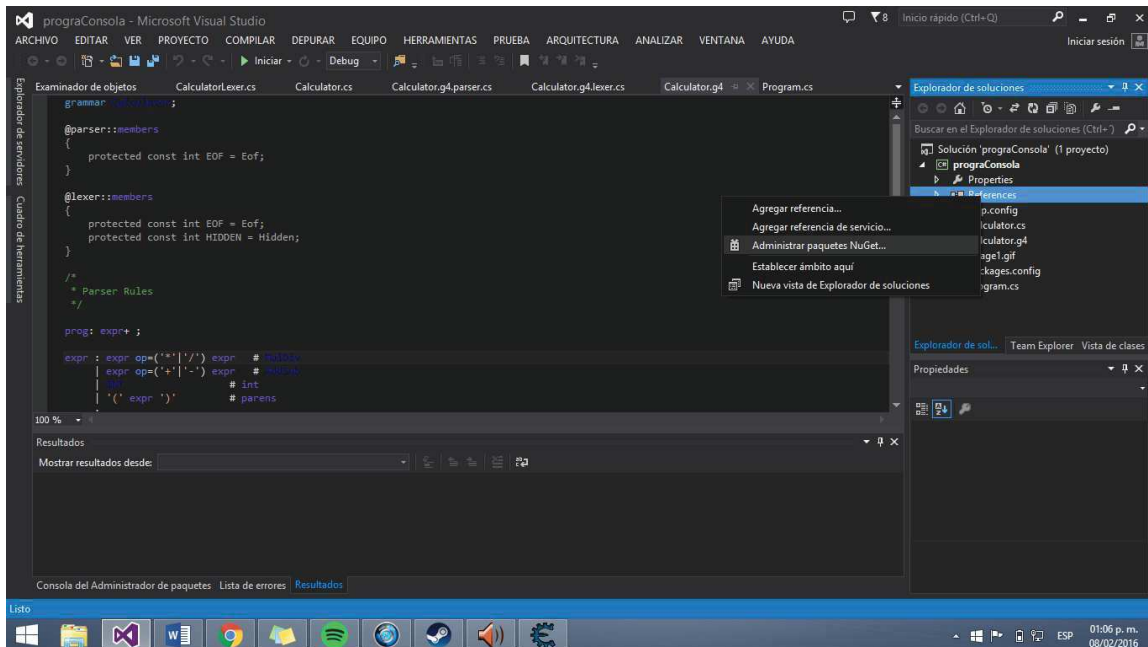 prograConsola - Microsoft Visual Studio
8 Inicio rápido (Ctrl+Q)
ARCHIVO EDITAR VER PROYECTO COMPILAR DEPURAR EQUIPO HERRAMIENTAS PRUEBA ARQUITECTURA ANALIZAR VENTANA AYUDA
Iniciar sesión
Iniciar Debug
Explorador de servidores
Cuadro de herramientas
Examinador de objetos CalculatorLexer.cs Calculator.cs Calculator.g4.parser.cs Calculator.g4.lexer.cs Calculator.g4 Program.cs
grammar ;
@parser::members
{
protected const int EOF = Eof;
}
@lexer::members
{
protected const int EOF = Eof;
protected const int HIDDEN = Hidden;
}
/*
* Parser Rules
*/
prog: expr+ ;
expr : expr op=('*'|'/') expr #
| expr op=('+'|'-') expr #
| # int
| '(' expr ')' # parens
;
100 %
Agregar referencia...
Agregar referencia de servicio...
Administrar paquetes NuGet...
Establecer ámbito aquí
Nueva vista de Explorador de soluciones
Explorador de soluciones
Buscar en el Explorador de soluciones (Ctrl+ )
Solución 'prograConsola' (1 proyecto)
prograConsola
Properties
References
p.config
lculator.cs
lculator.g4
age1.gif
ckages.config
ogram.cs
Explorador de sol... Team Explorer Vista de clases
Propiedades
Resultados
Mostrar resultados desde:
Consola del Administrador de paquetes Lista de errores Resultados
Listo
ESP
01:06 p. m.
08/02/2016